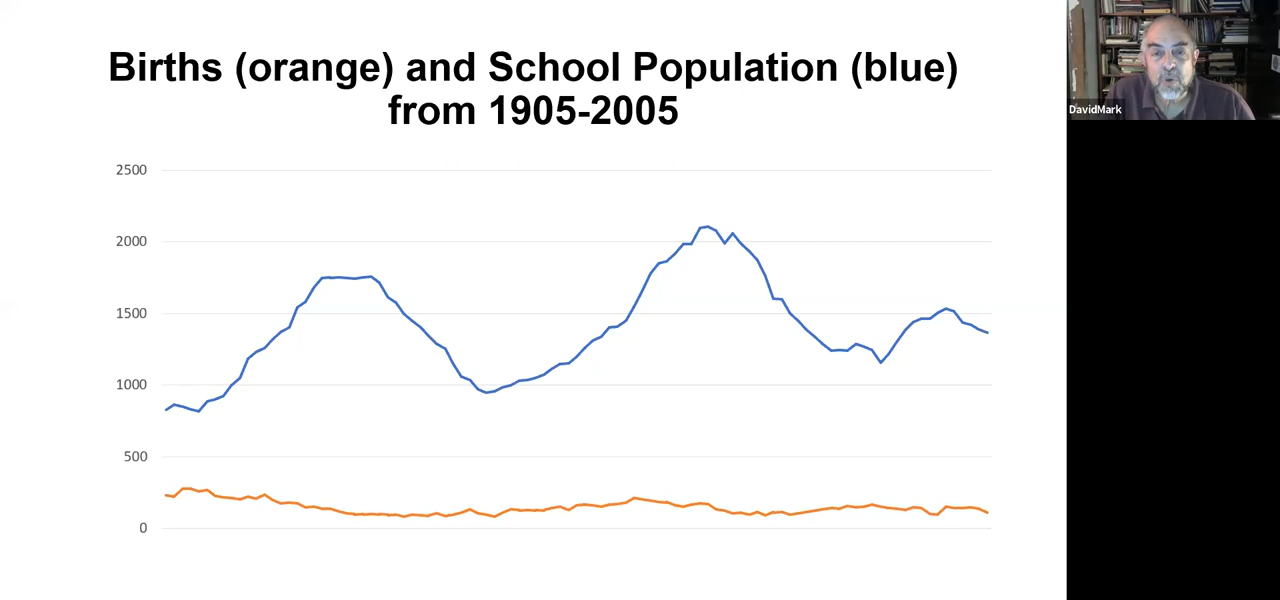 Births (orange) and School Population (blue)
from 1905-2005
DavidMark
2500
2000
1500
1000
500
0